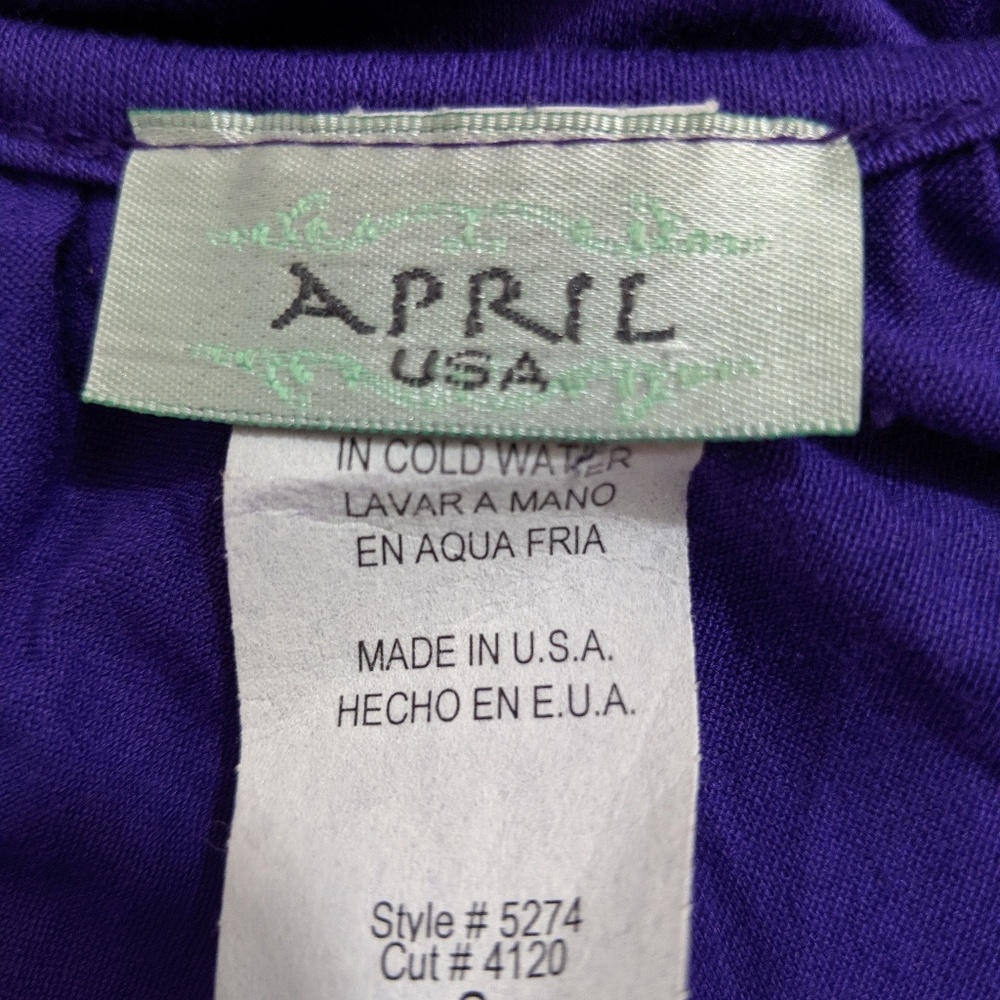 APRIL
USA
IN COLD WATER
LAVAR A MANO
EN AQUA FRIA
MADE IN U.S.A.
HECHO EN E.U.A.
Style # 5274
Cut # 4120